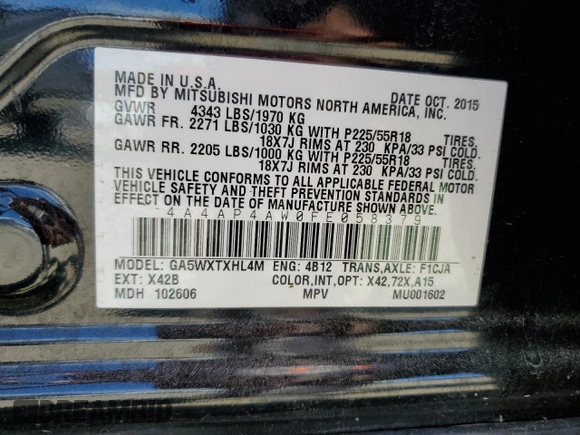 MADE IN U.S.A. DATE OCT. 2015
MFD BY MITSUBISHI MOTORS NORTH AMERICA, INC.
GVWR 4343 LBS/1970 KG
GAWR FR. 2271 LBS/1030 KG WITH P225/55R18 TIRES,
18X7J RIMS AT 230 KPA/33 PSI COLD.
GAWR RR. 2205 LBS/1000 KG WITH P225/55R18 TIRES,
18X7J RIMS AT 230 KPA/33 PSI COLD.
THIS VEHICLE CONFORMS TO ALL APPLICABLE FEDERAL MOTOR
VEHICLE SAFETY AND THEFT PREVENTION STANDARDS IN
EFFECT ON THE DATE OF MANUFACTURE SHOWN ABOVE.
4A4AP4AW0FE058379
MODEL: GA5WXTXHL4M ENG: 4B12 TRANS,AXLE: F1CJA
EXT: X42B COLOR,INT,OPT: X42,72X,A15
MDH 102606 MPV MU001602